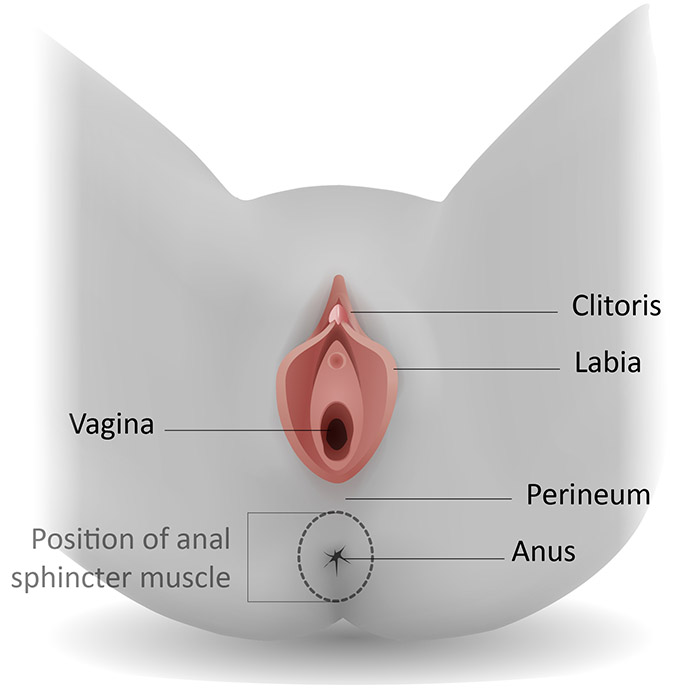 Clitoris
Labia
Vagina
Perineum
Position of anal
sphincter muscle
Anus